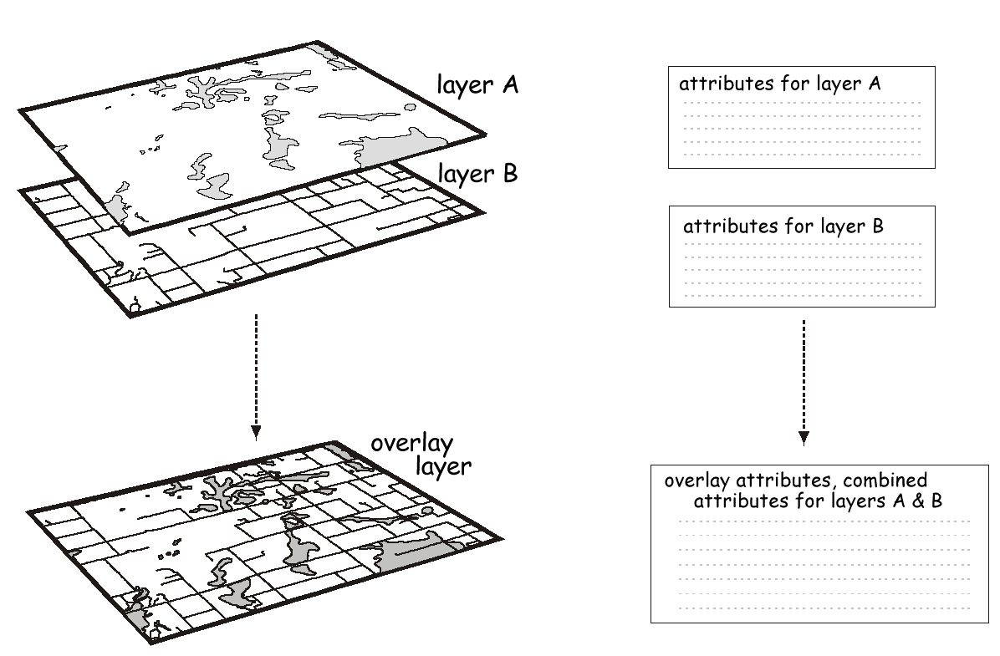 layer A
layer B
overlay
layer
attributes for layer A
attributes for layer B
overlay attributes, combined
attributes for layers A & B